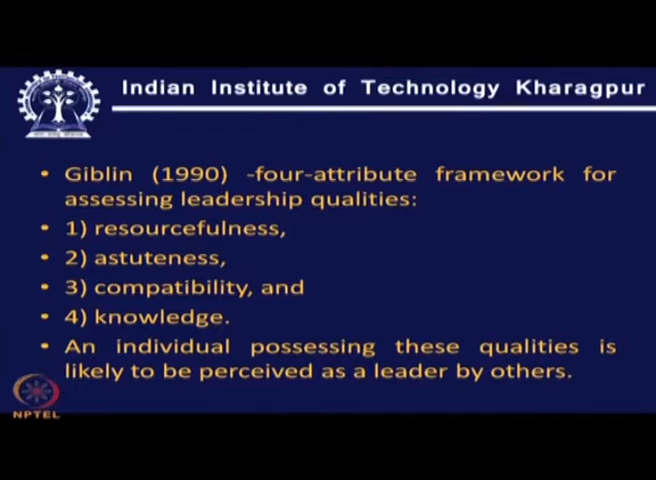 Indian Institute of Technology Kharagpur
• Giblin (1990) -four-attribute framework for
assessing leadership qualities:
• 1) resourcefulness,
• 2) astuteness,
• 3) compatibility, and
• 4) knowledge.
• An individual possessing these qualities is
likely to be perceived as a leader by others.
NPTEL